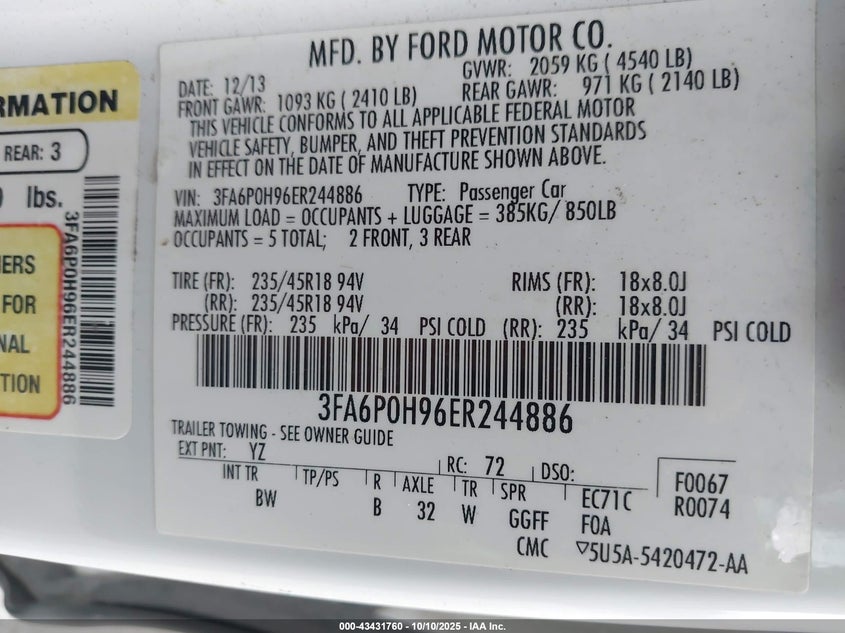 MFD. BY FORD MOTOR CO.
DATE: 12/13 GVWR: 2059 KG ( 4540 LB)
FRONT GAWR: 1093 KG ( 2410 LB) REAR GAWR: 971 KG ( 2140 LB)
THIS VEHICLE CONFORMS TO ALL APPLICABLE FEDERAL MOTOR
VEHICLE SAFETY, BUMPER, AND THEFT PREVENTION STANDARDS
IN EFFECT ON THE DATE OF MANUFACTURE SHOWN ABOVE.
VIN: 3FA6P0H96ER244886 TYPE: Passenger Car
MAXIMUM LOAD = OCCUPANTS + LUGGAGE = 385KG/ 850LB
OCCUPANTS = 5 TOTAL; 2 FRONT, 3 REAR
TIRE (FR): 235/45R18 94V RIMS (FR): 18x8.0J
(RR): 235/45R18 94V (RR): 18x8.0J
PRESSURE (FR): 235 kPa/ 34 PSI COLD (RR): 235 kPa/ 34 PSI COLD
3FA6P0H96ER244886
TRAILER TOWING - SEE OWNER GUIDE
EXT PNT: YZ RC: 72 DSO: F0067
INT TR TP/PS R AXLE TR SPR EC71C R0074
BW B 32 W GGFF FOA
CMC ▽5U5A-5420472-AA
RMATION
REAR: 3
lbs.
3FA6P0H96ER244886
NERS
FOR
NAL
TION
000-43431760 - 10/10/2025 - IAA Inc.